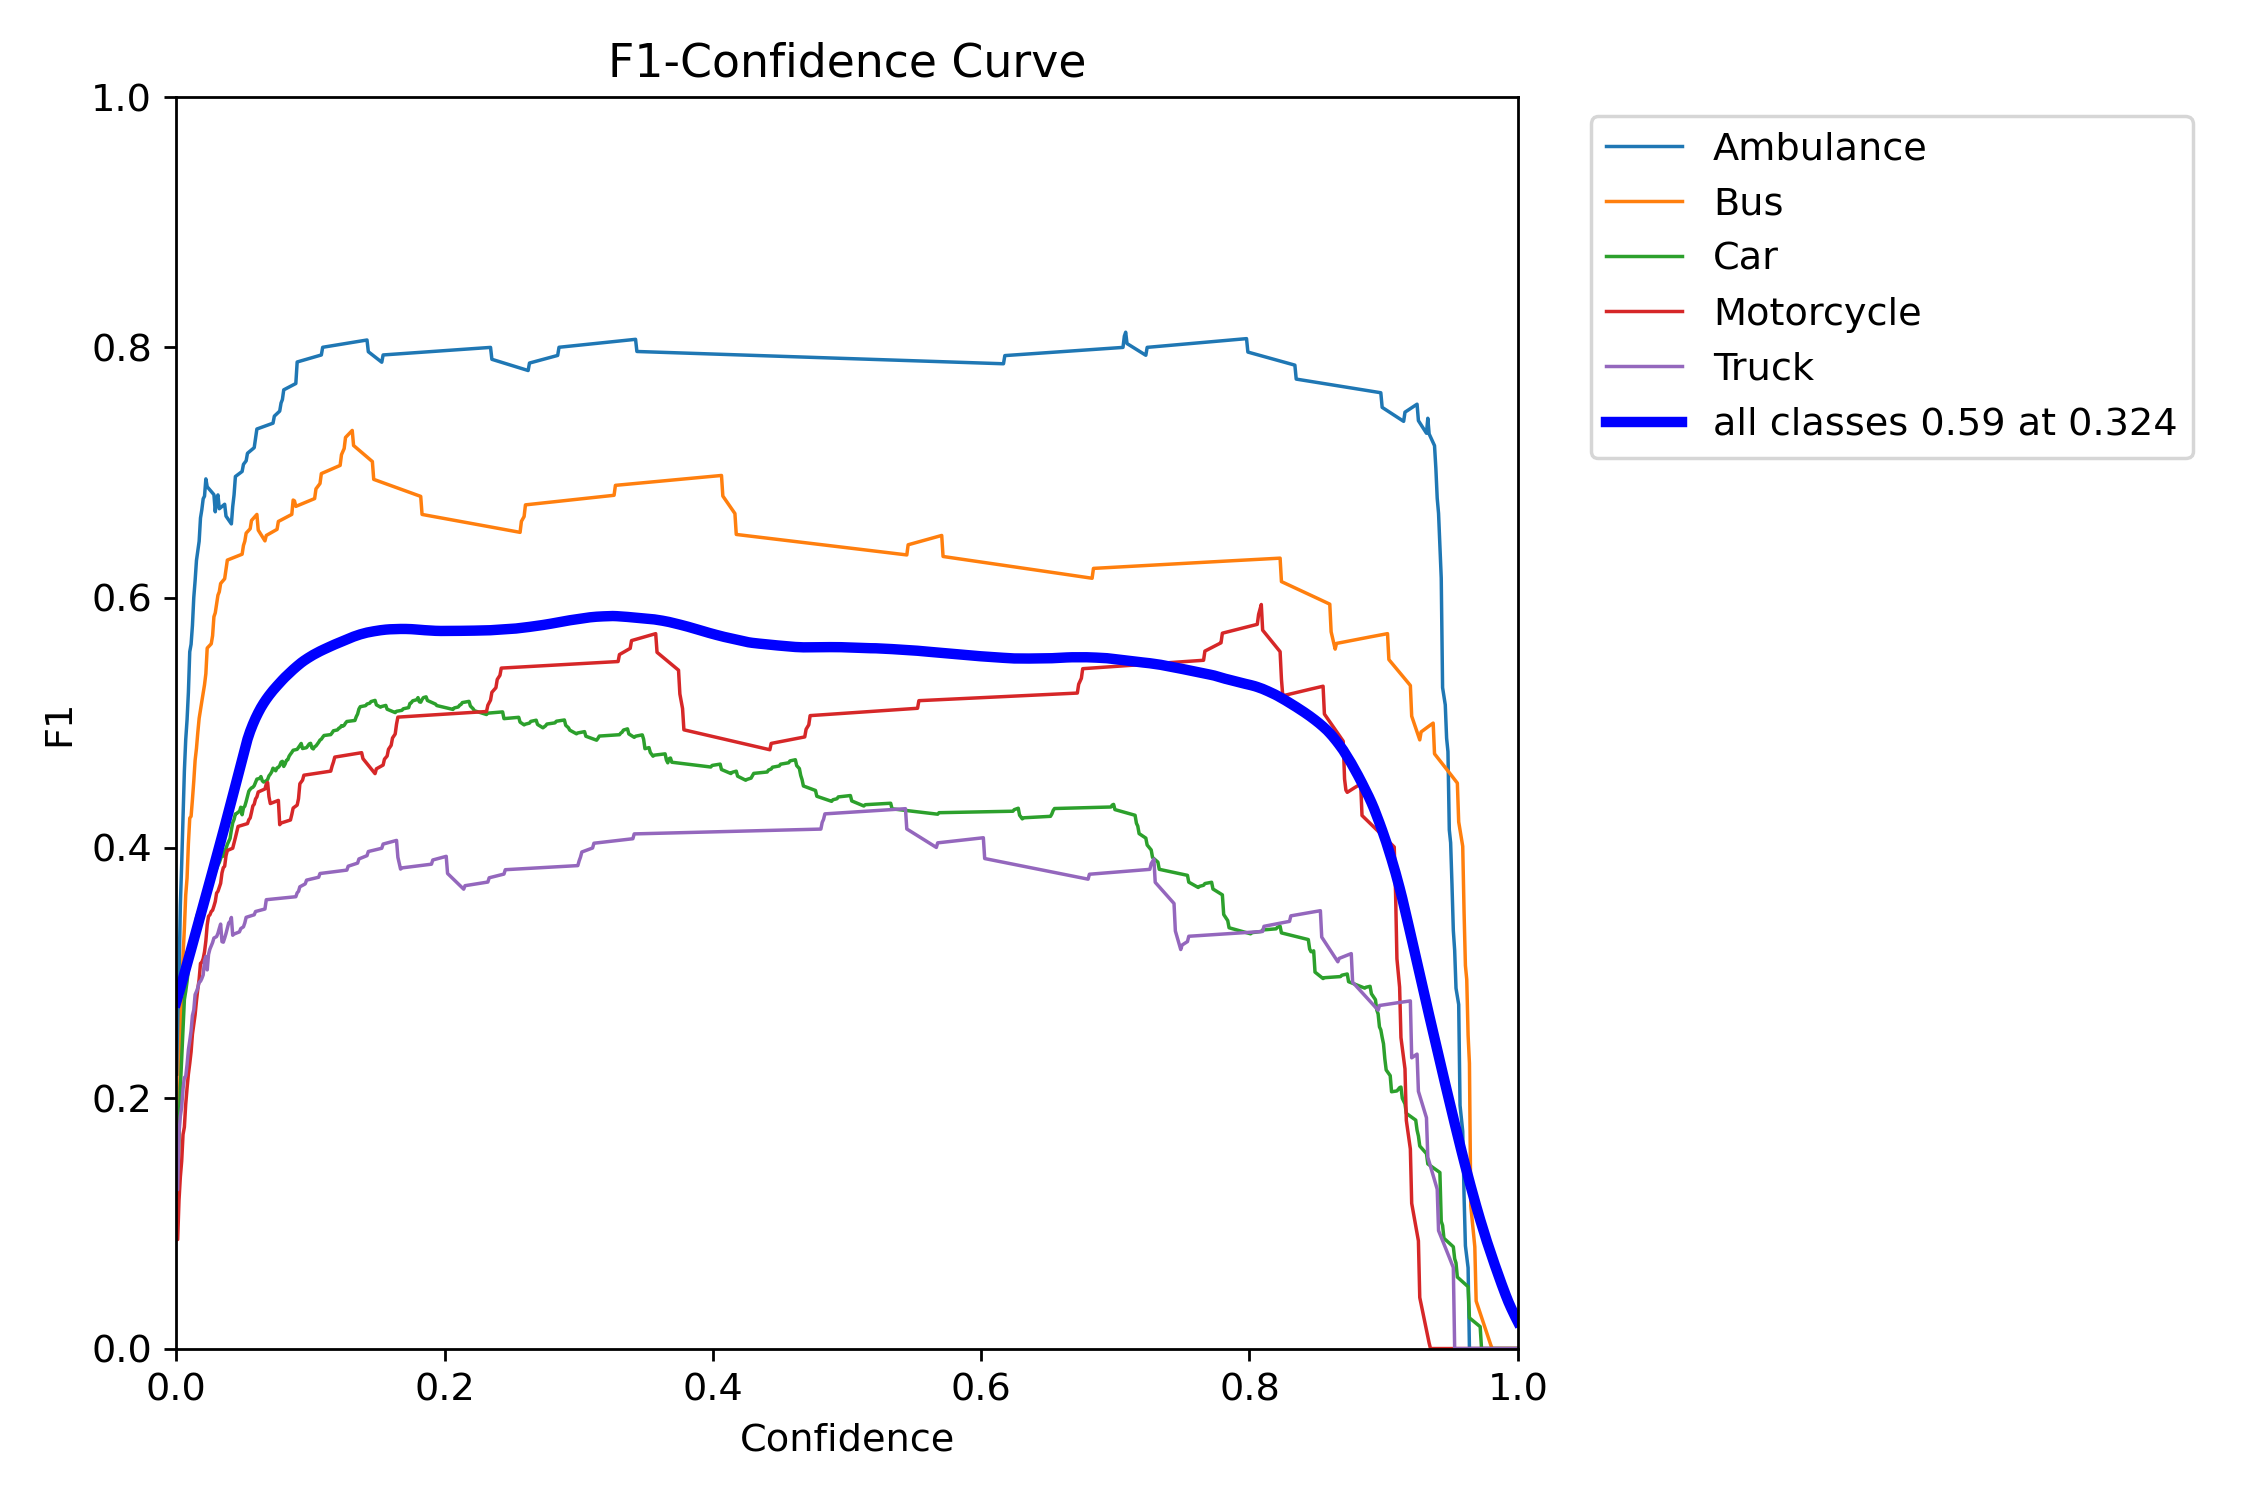 F1-Confidence Curve
1.0
0.8
0.6
0.4
0.2
0.0
F1
0.0 0.2 0.4 0.6 0.8 1.0
Confidence
Ambulance
Bus
Car
Motorcycle
Truck
all classes 0.59 at 0.324